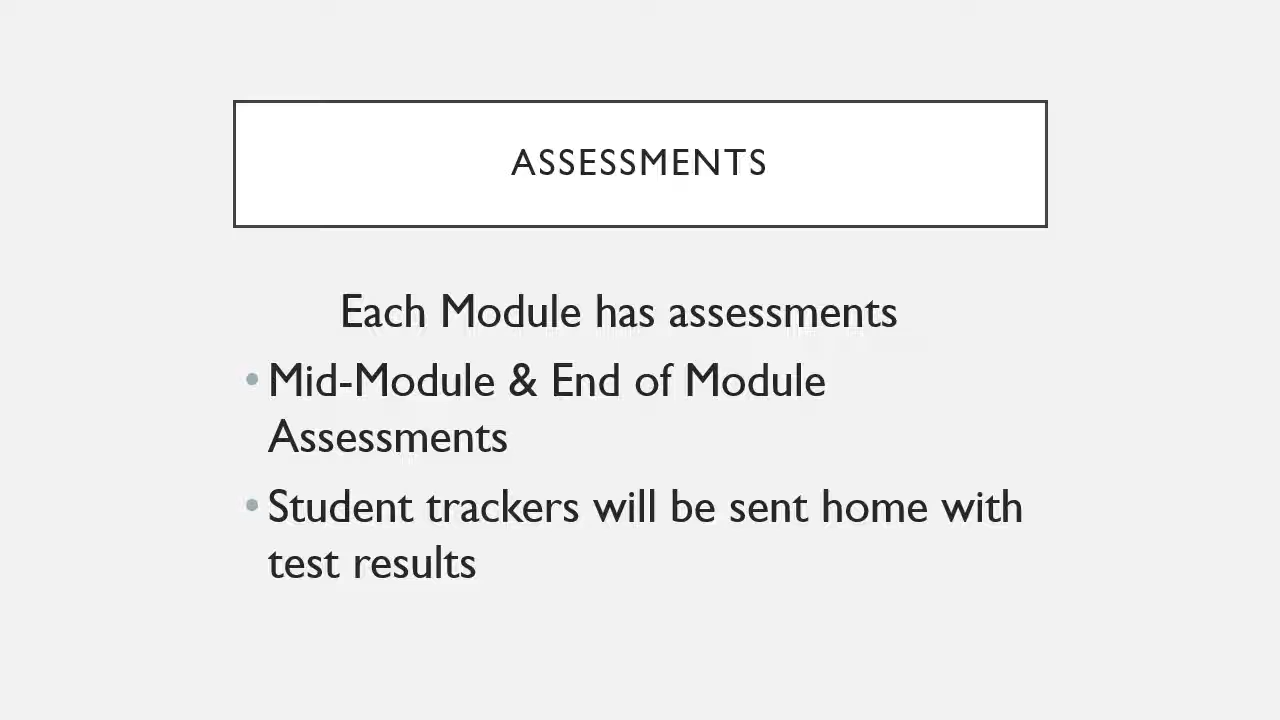 ASSESSMENTS
Each Module has assessments
• Mid-Module & End of Module
Assessments
• Student trackers will be sent home with
test results